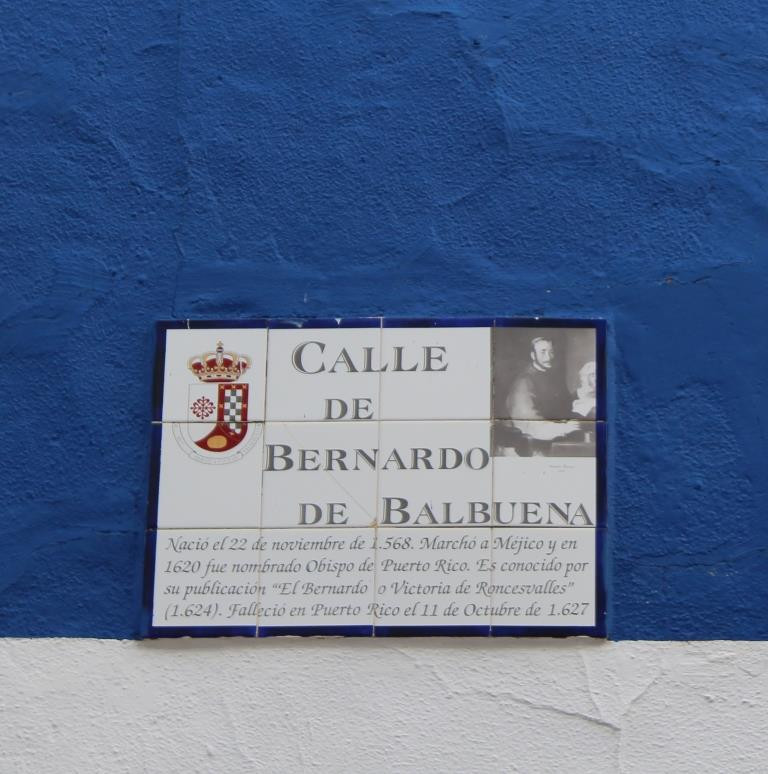 CALLE
DE
BERNARDO
DE BALBUENA
Nació el 22 de noviembre de 1.568. Marchó a Méjico y en
1620 fue nombrado Obispo de Puerto Rico. Es conocido por
su publicación "El Bernardo o Victoria de Roncesvalles"
(1.624). Falleció en Puerto Rico el 11 de Octubre de 1.627